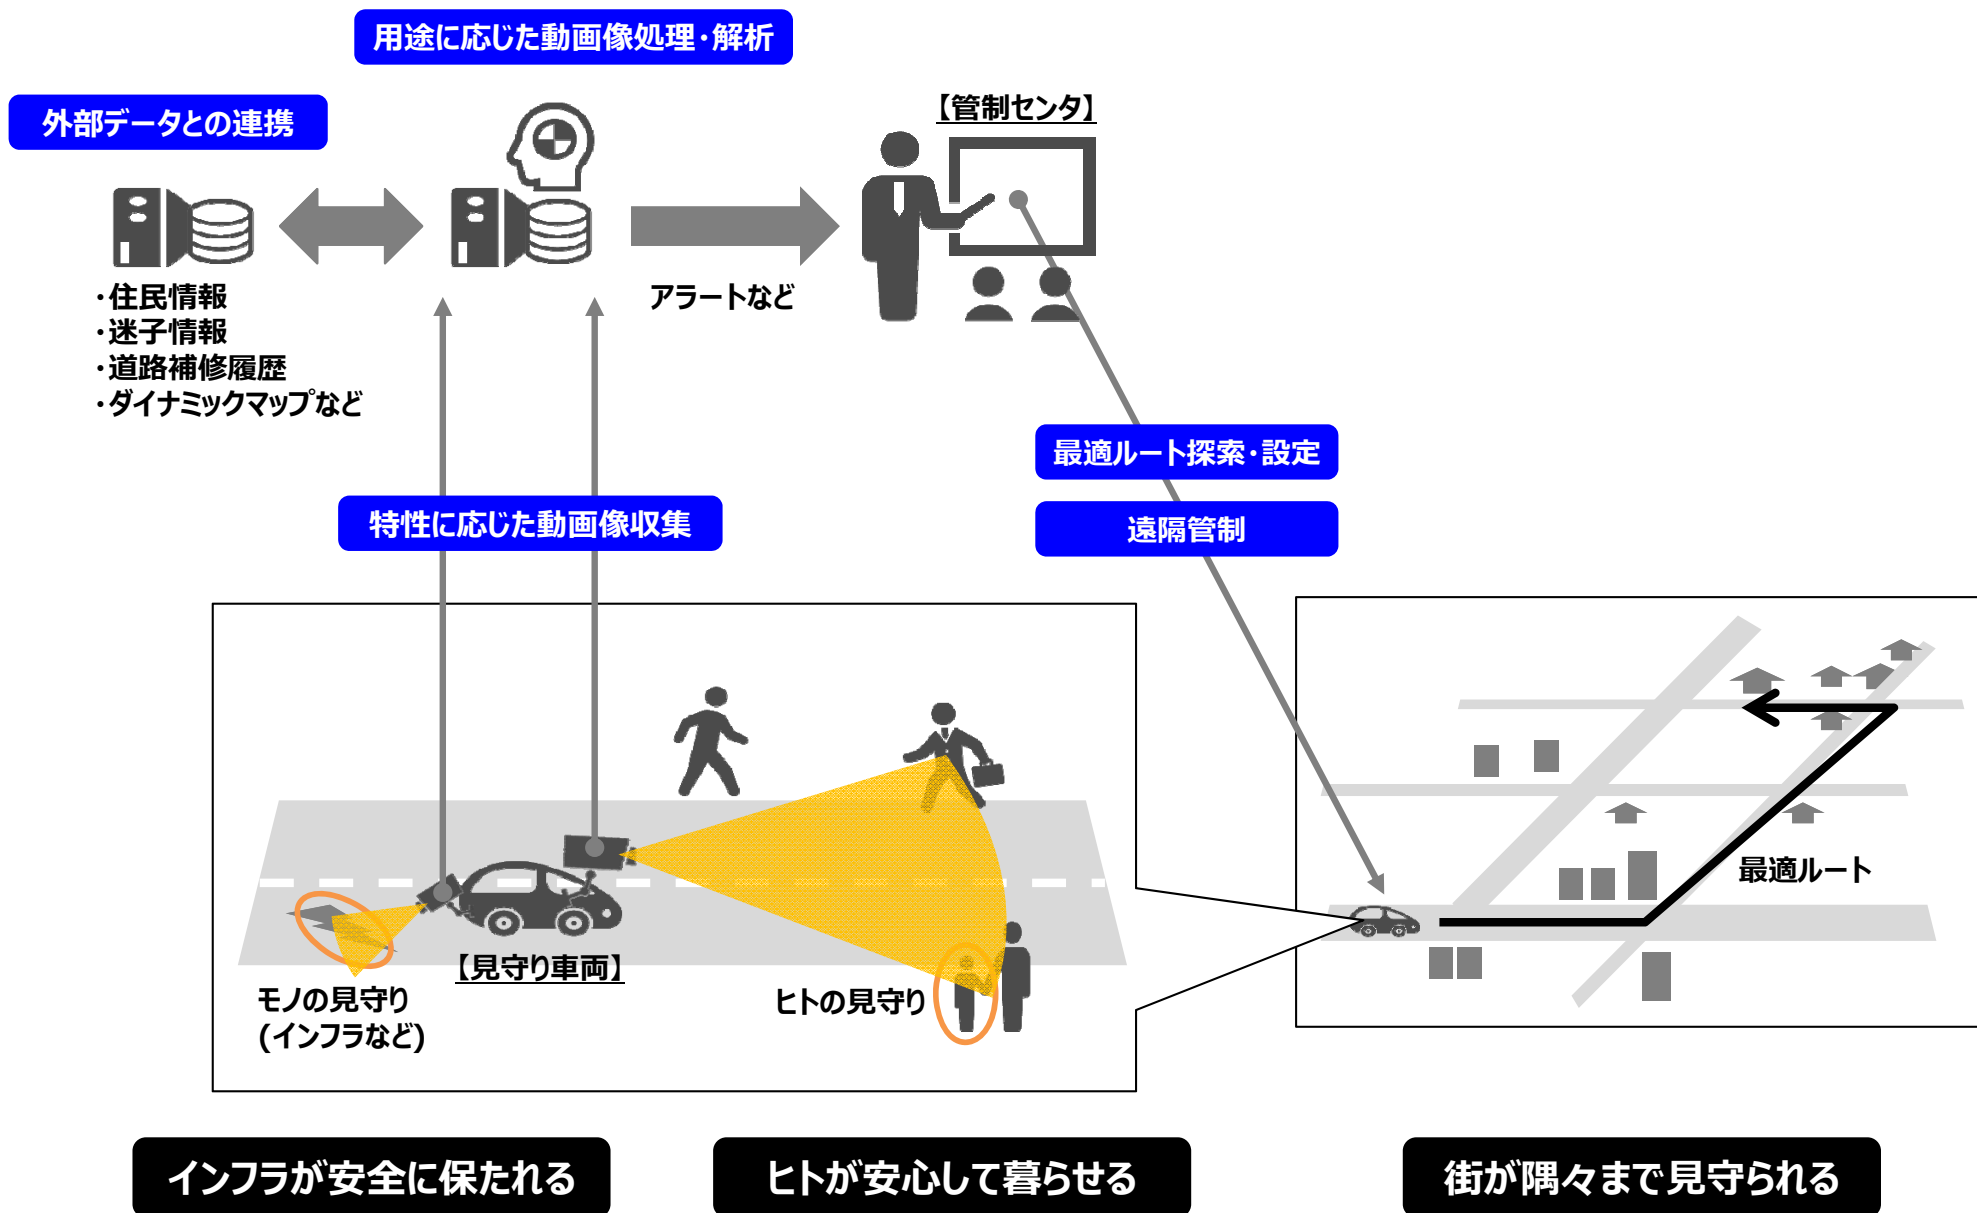 用途に応じた動画像処理・解析
外部データとの連携
【管制センタ】
・住民情報
・迷子情報
・道路補修履歴
・ダイナミックマップなど
アラートなど
最適ルート探索・設定
遠隔管制
特性に応じた動画像収集
最適ルート
【見守り車両】
モノの見守り
(インフラなど)
ヒトの見守り
インフラが安全に保たれる
ヒトが安心して暮らせる
街が隅々まで見守られる